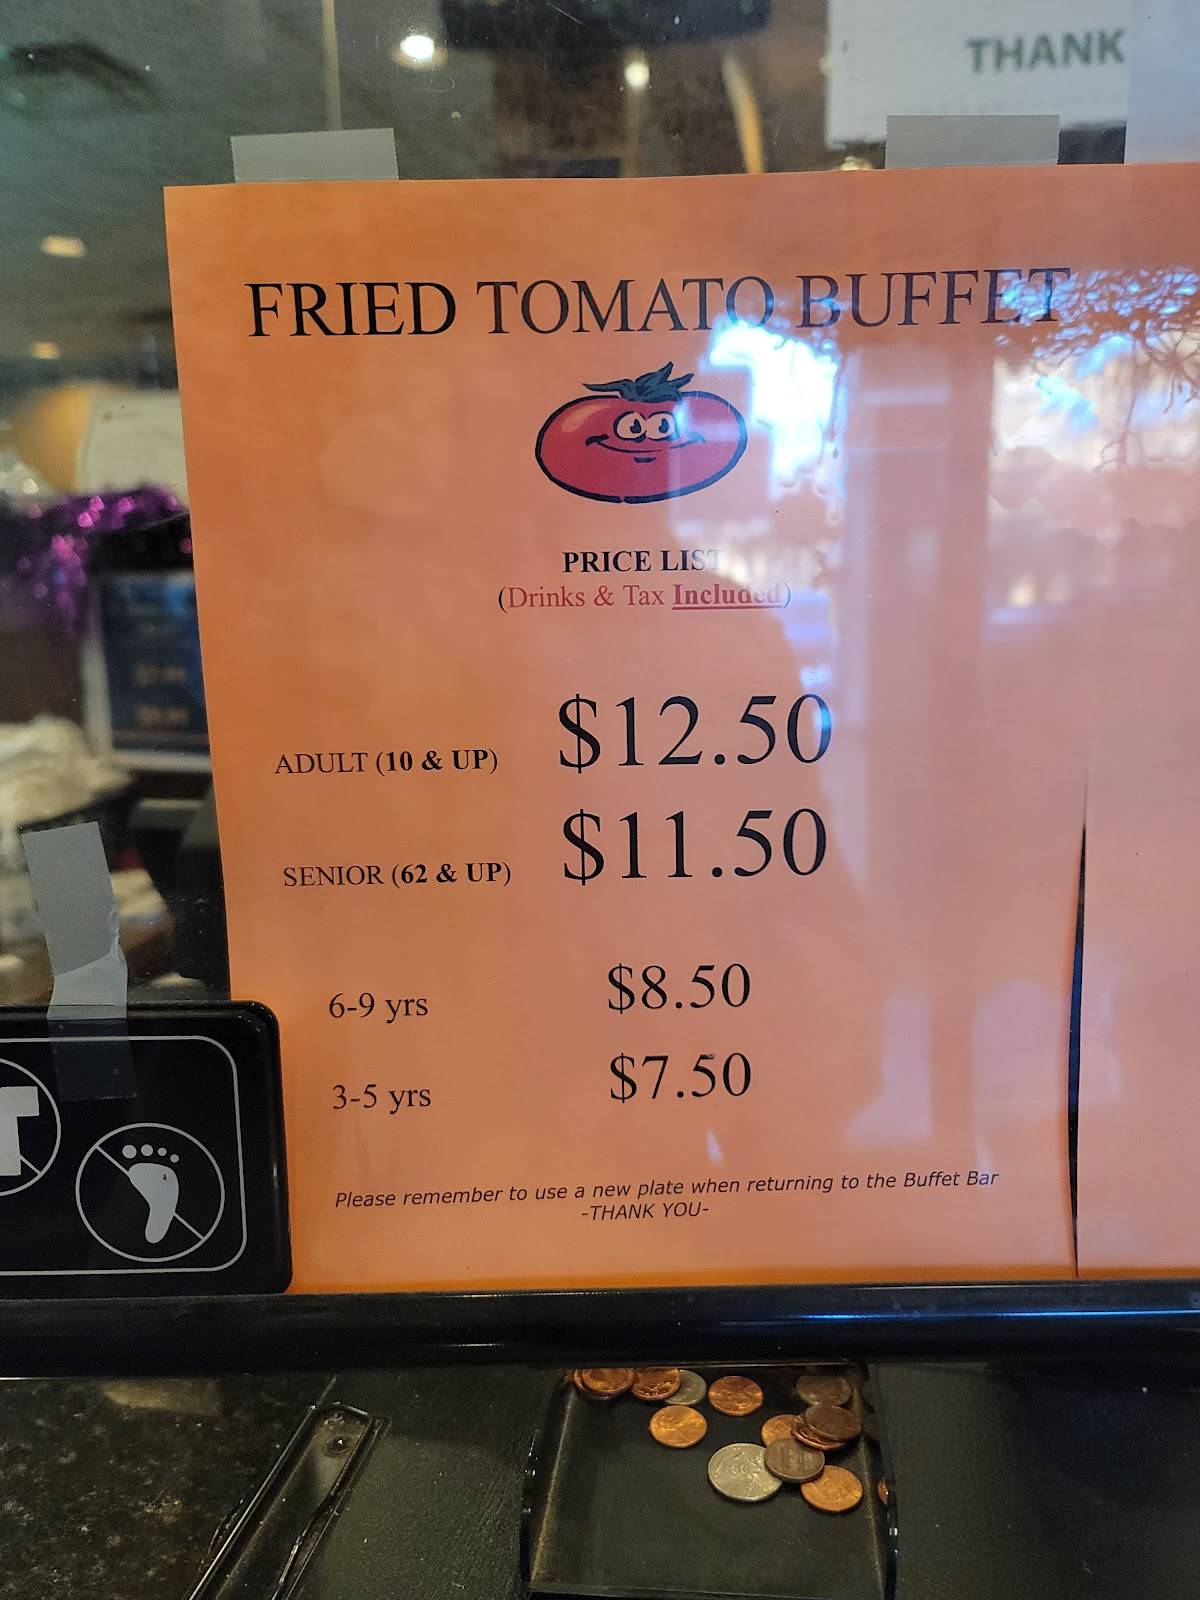 THANK
FRIED TOMATO BUFFET
PRICE LIST
(Drinks & Tax Included)
ADULT (10 & UP) $12.50
SENIOR (62 & UP) $11.50
6-9 yrs $8.50
3-5 yrs $7.50
Please remember to use a new plate when returning to the Buffet Bar
-THANK YOU-